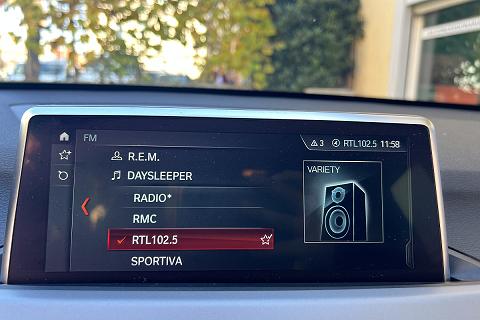 FM
3 RTL102.5 11:58
R.E.M.
DAYSLEEPER
VARIETY
RADIO*
RMC
RTL102.5
SPORTIVA